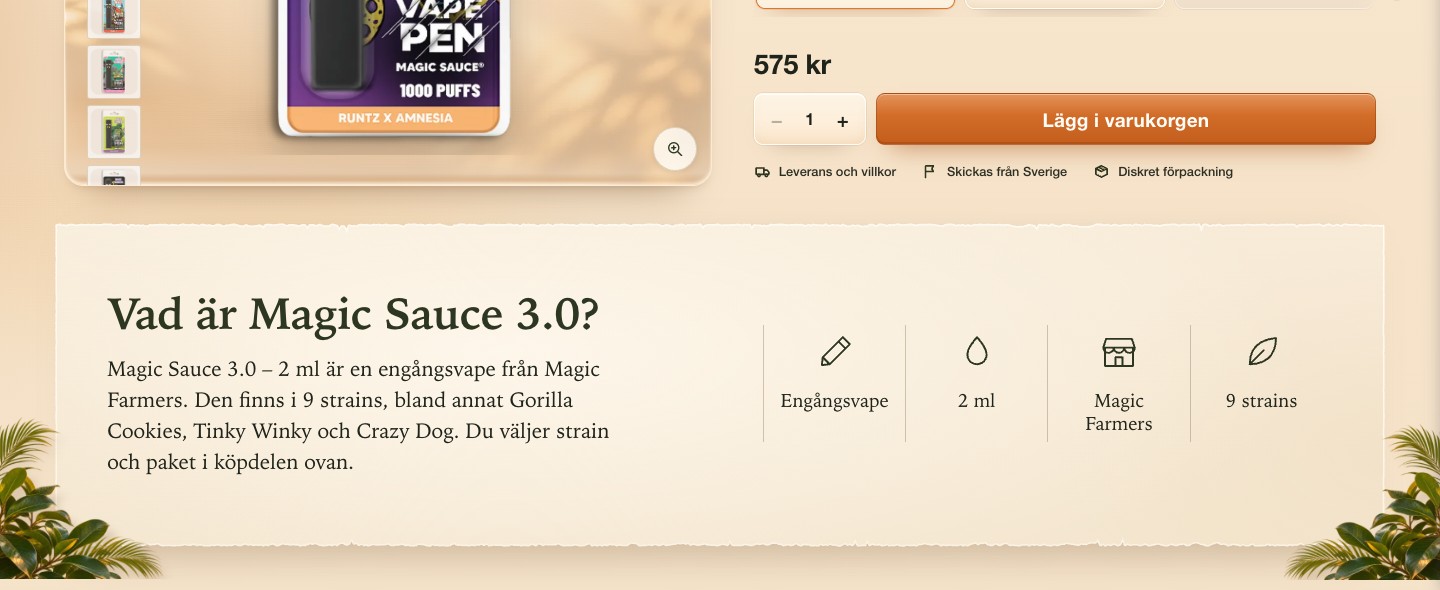 VAPE
PEN
MAGIC SAUCE®
1000 PUFFS
RUNTZ X AMNESIA
575 kr
− 1 +
Lägg i varukorgen
Leverans och villkor
Skickas från Sverige
Diskret förpackning
Vad är Magic Sauce 3.0?
Magic Sauce 3.0 – 2 ml är en engångsvape från Magic
Farmers. Den finns i 9 strains, bland annat Gorilla
Cookies, Tinky Winky och Crazy Dog. Du väljer strain
och paket i köpdelen ovan.
Engångsvape
2 ml
Magic
Farmers
9 strains